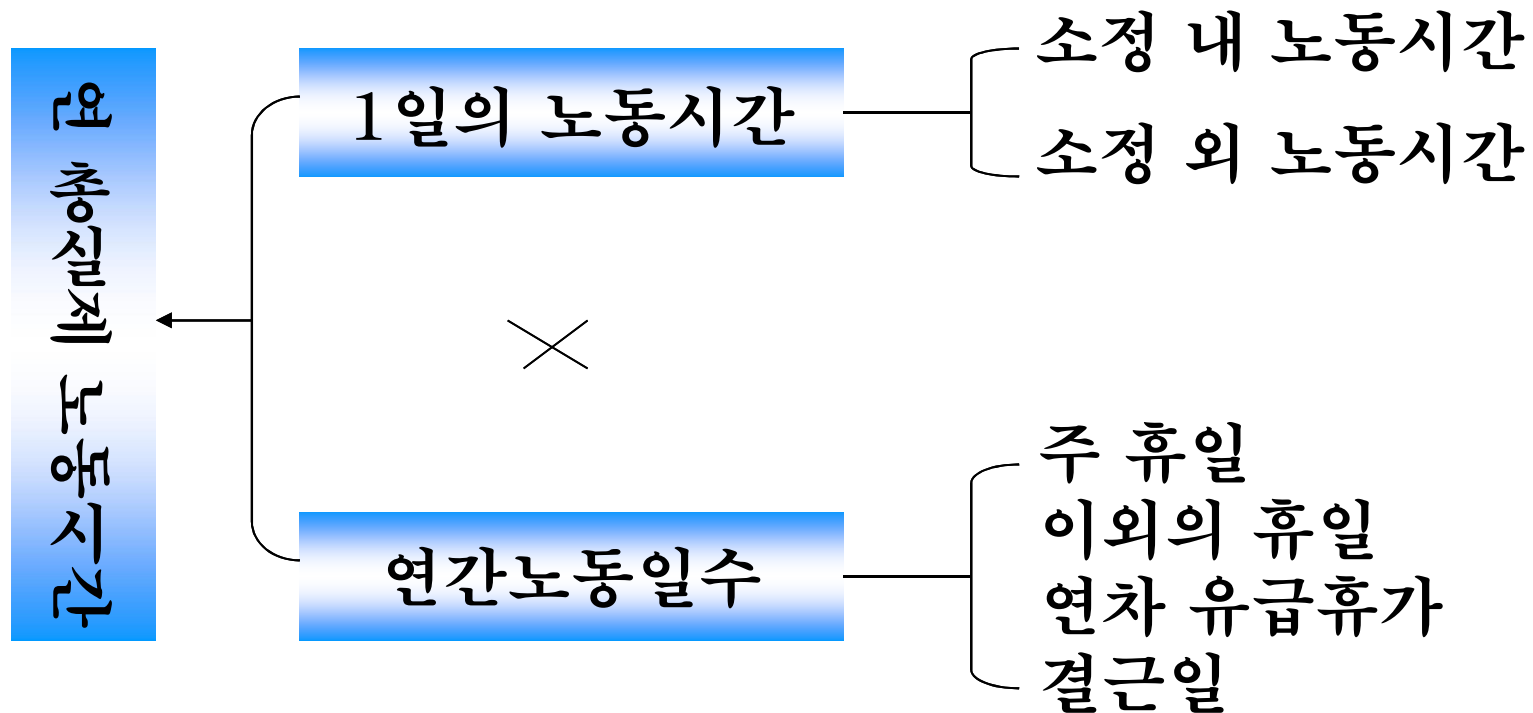 연 총실제 노동시간
1일의 노동시간
소정 내 노동시간
소정 외 노동시간
연간노동일수
주 휴일
이외의 휴일
연차 유급휴가
결근일